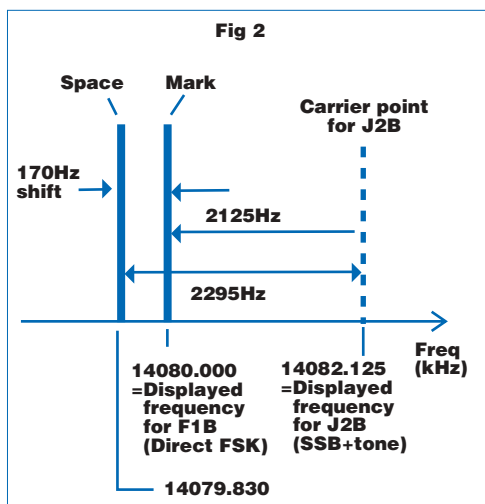 Fig 2
Space
Mark
Carrier point
for J2B
170Hz
shift
2125Hz
2295Hz
Freq
(kHz)
14080.000
=Displayed
frequency
for F1B
(Direct FSK)
14082.125
=Displayed
frequency
for J2B
(SSB+tone)
14079.830